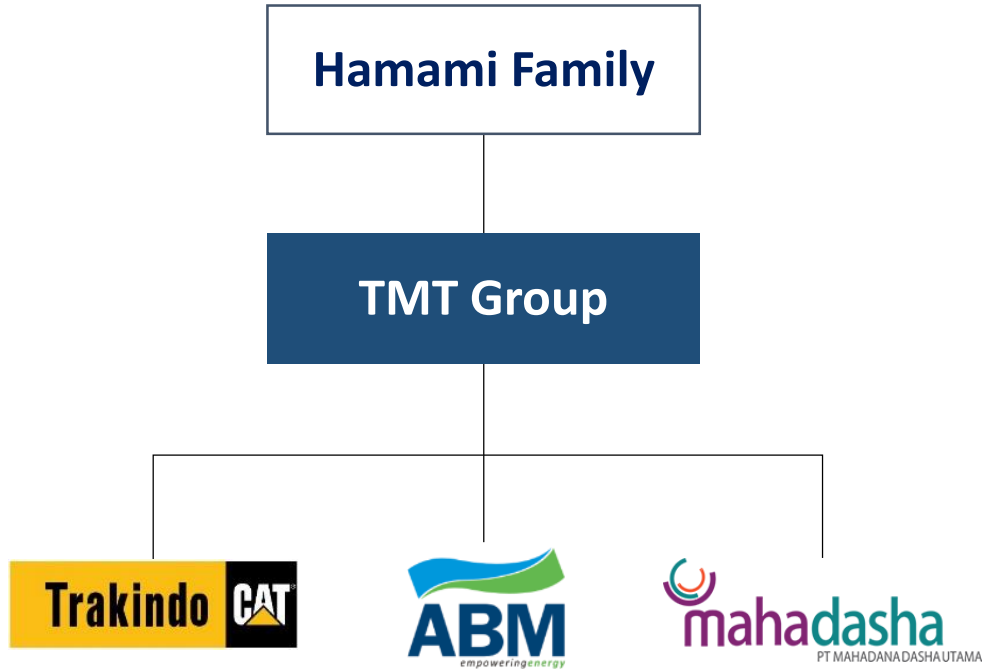 Hamami Family
TMT Group
Trakindo CAT®
ABM
empoweringenergy
mahadasha
PT MAHADANA DASHA UTAMA